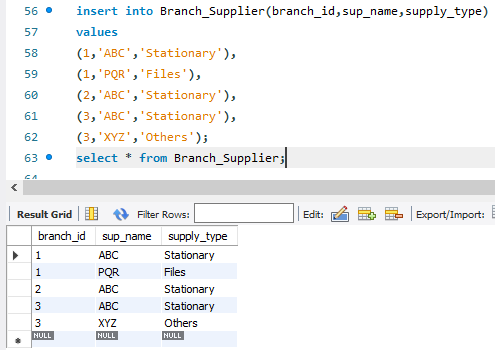 56 insert into Branch_Supplier(branch_id,sup_name,supply_type)
57 values
58 (1,'ABC','Stationary'),
59 (1,'PQR','Files'),
60 (2,'ABC','Stationary'),
61 (3,'ABC','Stationary'),
62 (3,'XYZ','Others');
63 select * from Branch_Supplier;
64
Result Grid Filter Rows: Edit: Export/Import:
branch_id sup_name supply_type
1 ABC Stationary
1 PQR Files
2 ABC Stationary
3 ABC Stationary
3 XYZ Others
NULL NULL NULL